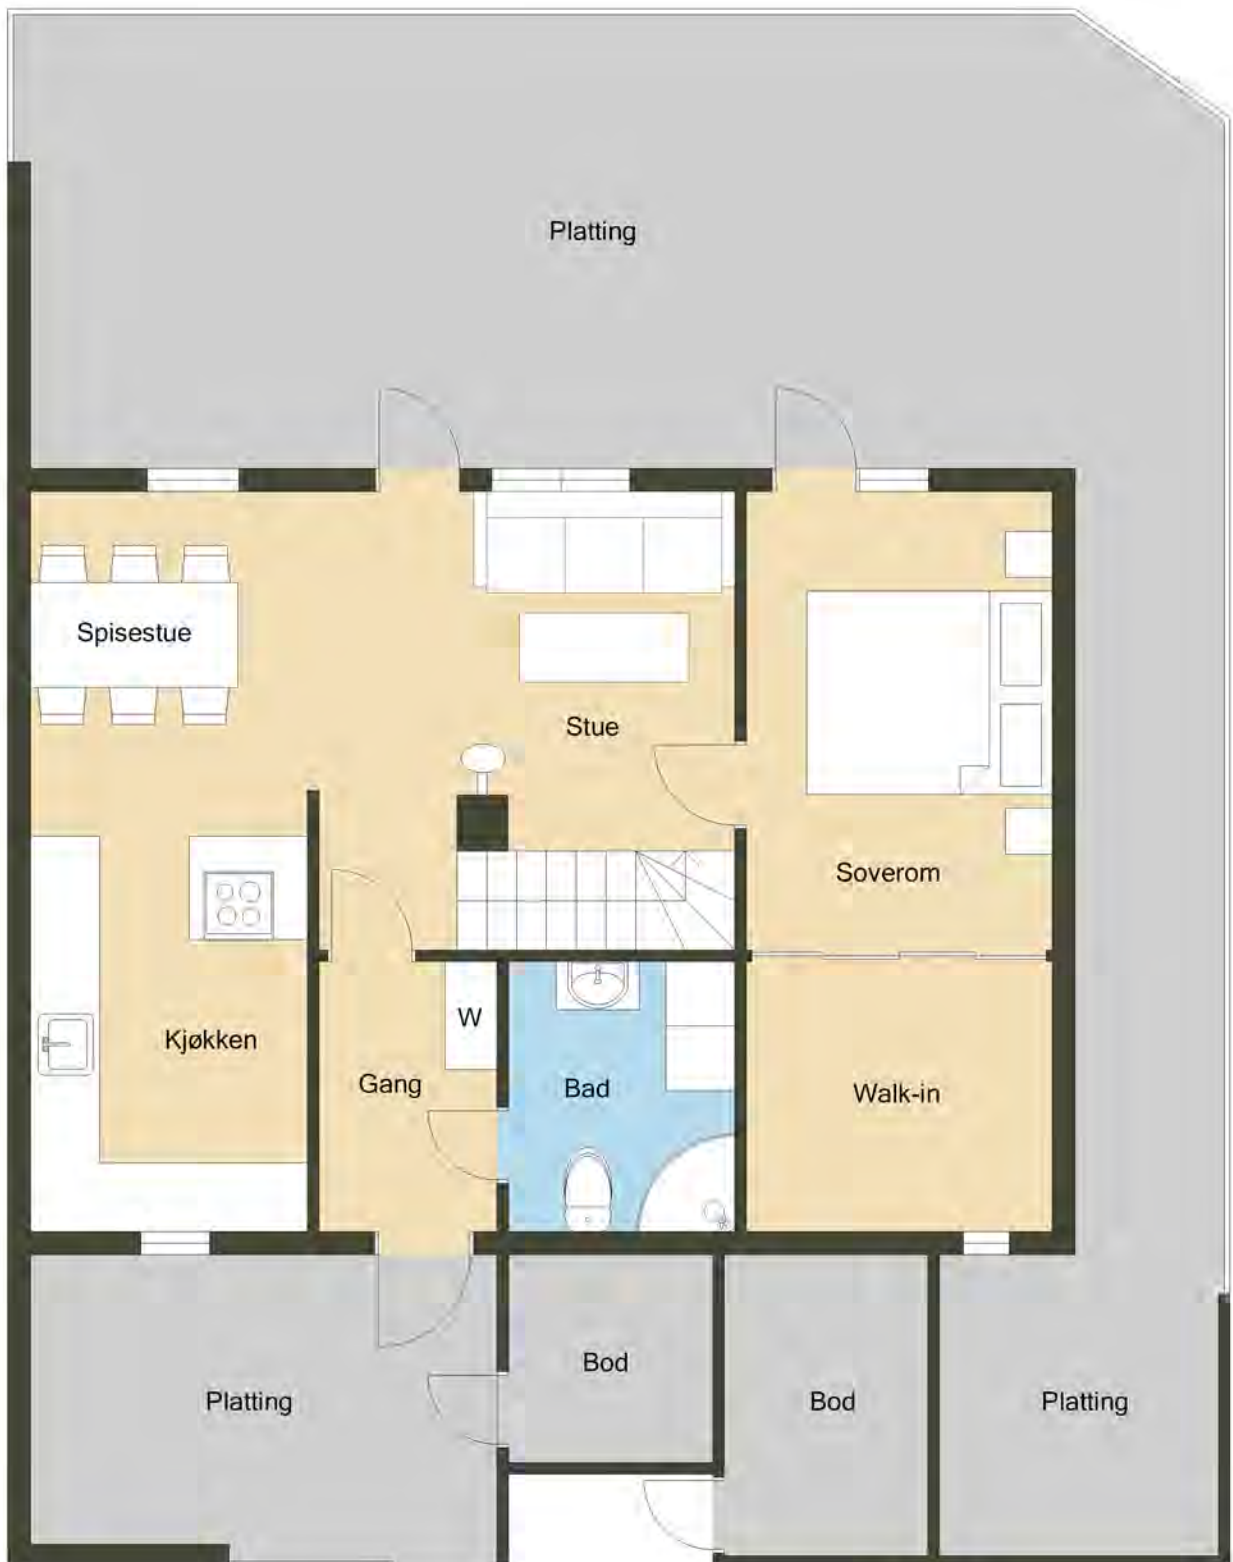 Platting
Spisestue
Stue
Soverom
W
Kjøkken
Gang
Bad
Walk-in
Bod
Platting
Bod
Platting